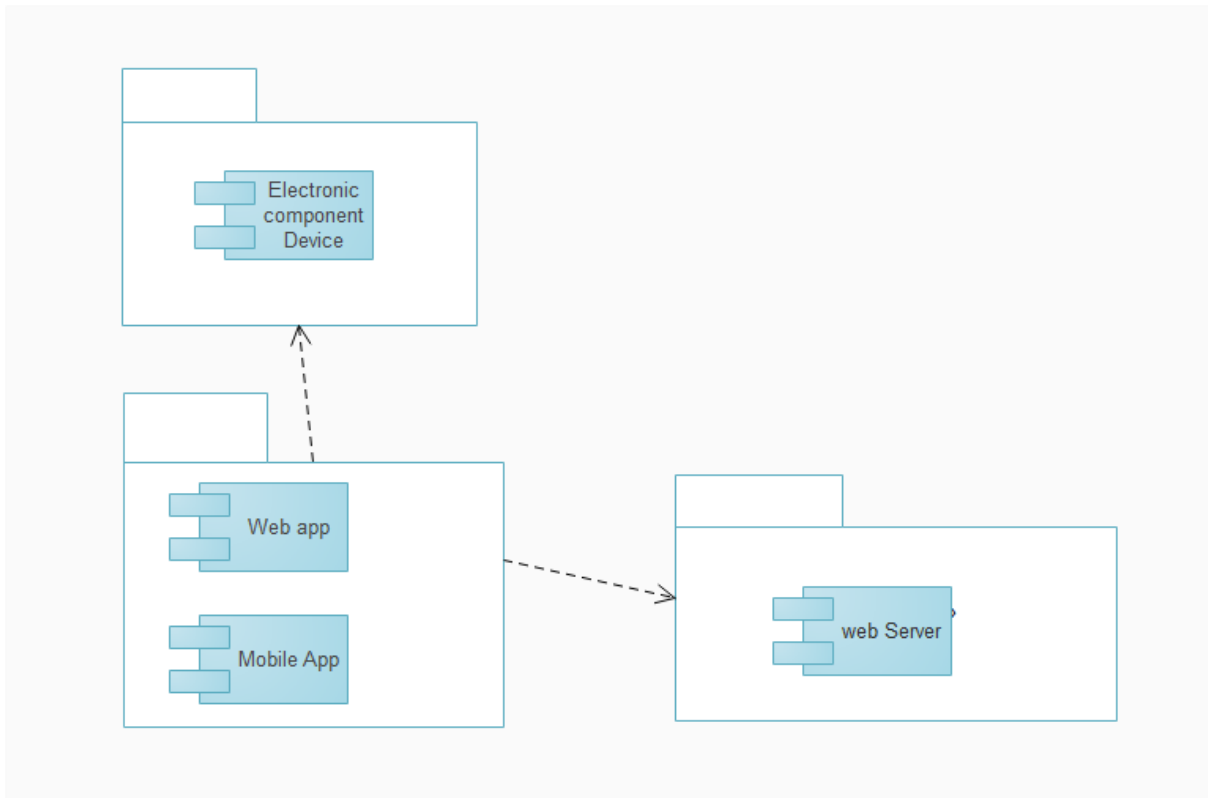 Electronic
component
Device
Web app
Mobile App
web Server